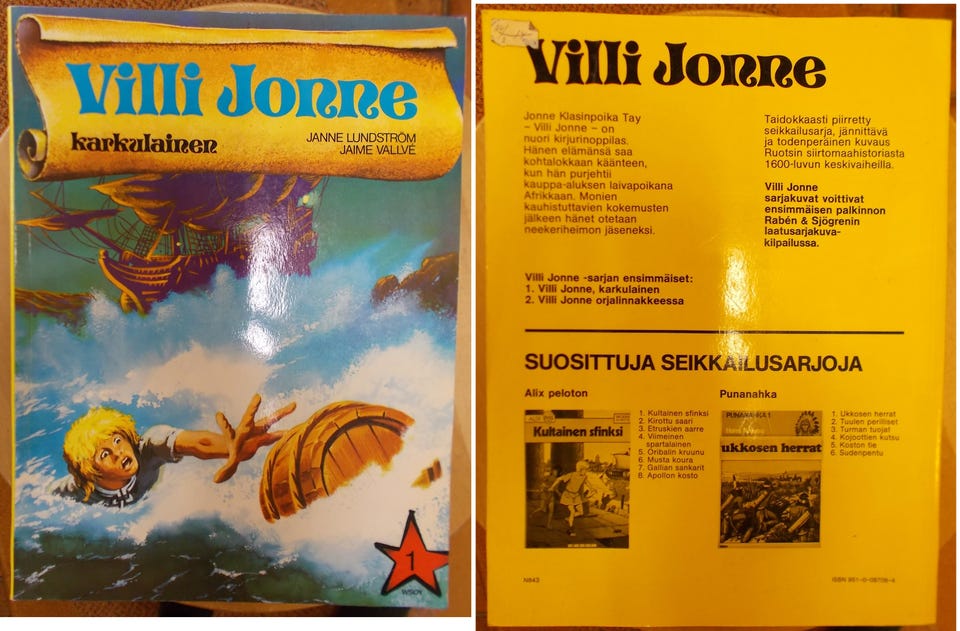 Villi Jonne
karkulainen
JANNE LUNDSTRÖM
JAIME VALLVÉ
1
WSOY
Villi Jonne
Jonne Klasinpoika Tay
– Villi Jonne – on
nuori kirjurinoppilas.
Hänen elämänsä saa
kohtalokkaan käänteen,
kun hän purjehtii
kauppa-aluksen laivapoikana
Afrikkaan. Monien
kauhistuttavien kokemusten
jälkeen hänet otetaan
neekeriheimon jäseneksi.
Taidokkaasti piirretty
seikkailusarja, jännittävä
ja todenperäinen kuvaus
Ruotsin siirtomaahistoriasta
1600-luvun keskivaiheilla.
Villi Jonne
sarjakuvat voittivat
ensimmäisen palkinnon
Rabén & Sjögrenin
laatusarjakuva-
kilpailussa.
Villi Jonne -sarjan ensimmäiset:
1. Villi Jonne, karkulainen
2. Villi Jonne orjalinnakkeessa
SUOSITTUJA SEIKKAILUSARJOJA
Alix peloton
Kultainen sfinksi
1. Kultainen sfinksi
2. Kirottu saari
3. Etruskien aarre
4. Viimeinen
spartalainen
5. Oribalin kruunu
6. Musta koura
7. Gallian sankarit
8. Apollon kosto
Punanahka
PUNANAHKA 1
ukkosen herrat
1. Ukkosen herrat
2. Tuulen perilliset
3. Turman tuojat
4. Kojoottien kutsu
5. Koston tie
6. Sudenpentu
N843
ISBN 951-0-08708-4